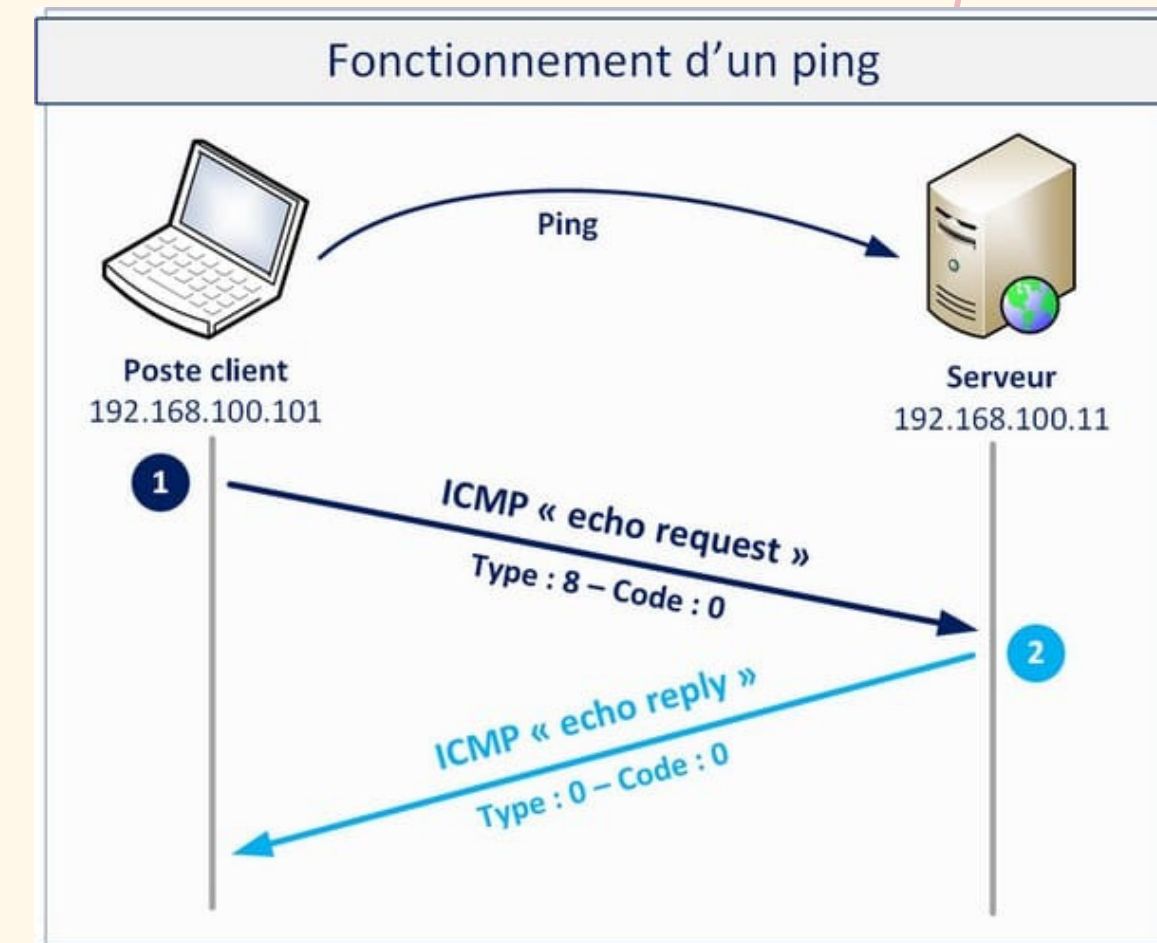 Fonctionnement d’un ping
Ping
Poste client
192.168.100.101
Serveur
192.168.100.11
1
ICMP « echo request »
Type : 8 – Code : 0
2
ICMP « echo reply »
Type : 0 – Code : 0